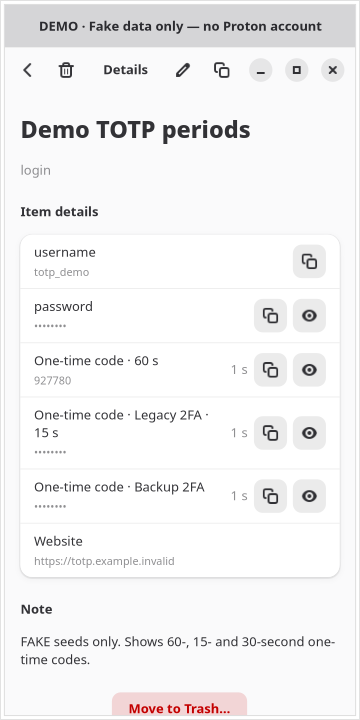 DEMO · Fake data only — no Proton account
Details
Demo TOTP periods
login
Item details
username
totp_demo
password
••••••••
One-time code · 60 s
927780
1 s
One-time code · Legacy 2FA ·
15 s
••••••••
1 s
One-time code · Backup 2FA
••••••••
1 s
Website
https://totp.example.invalid
Note
FAKE seeds only. Shows 60-, 15- and 30-second one-
time codes.
Move to Trash…